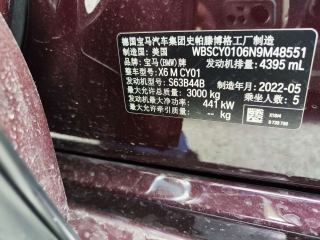 德国宝马汽车集团史帕滕博格工厂制造
制造国: 美国 WBSCY0106N9M48551
品牌: 宝马(BMW)牌 发动机排量: 4395 mL
整车型号: X6 M CY01
发动机型号: S63B44B 制造年月: 2022-05
最大允许总质量: 3000 kg 乘坐人数: 5
发动机最大净功率: 441 kW
最大允许牵引质量: -- kg